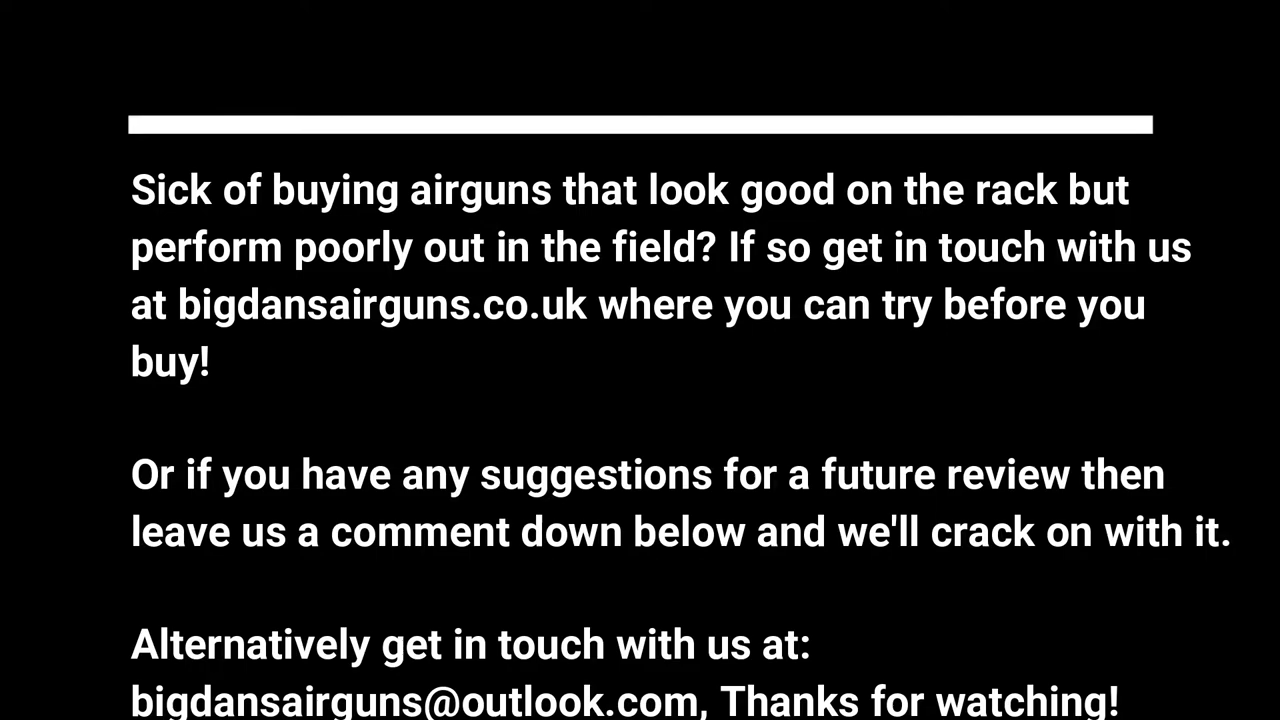 Sick of buying airguns that look good on the rack but
perform poorly out in the field? If so get in touch with us
at bigdansairguns.co.uk where you can try before you
buy!
Or if you have any suggestions for a future review then
leave us a comment down below and we'll crack on with it.
Alternatively get in touch with us at:
bigdansairguns@outlook.com, Thanks for watching!